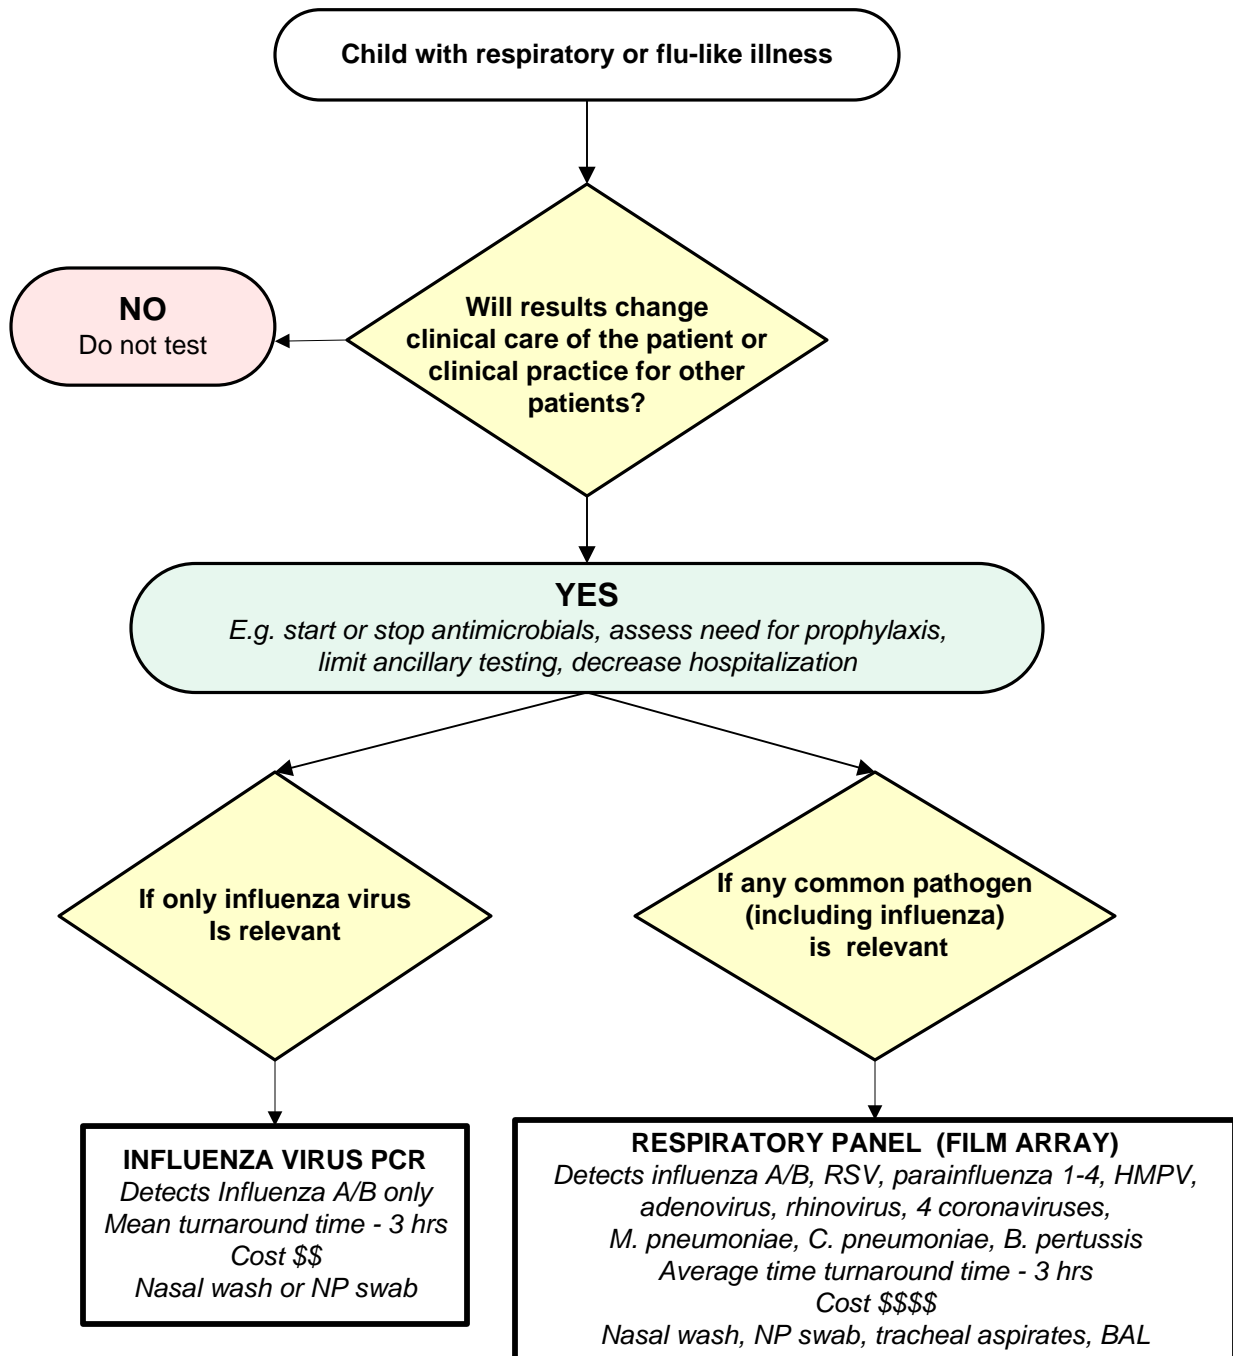 Child with respiratory or flu-like illness
Will results change
clinical care of the patient or
clinical practice for other
patients?
NO
Do not test
YES
E.g. start or stop antimicrobials, assess need for prophylaxis,
limit ancillary testing, decrease hospitalization
If only influenza virus
Is relevant
If any common pathogen
(including influenza)
is relevant
INFLUENZA VIRUS PCR
Detects Influenza A/B only
Mean turnaround time - 3 hrs
Cost $$
Nasal wash or NP swab
RESPIRATORY PANEL (FILM ARRAY)
Detects influenza A/B, RSV, parainfluenza 1-4, HMPV,
adenovirus, rhinovirus, 4 coronaviruses,
M. pneumoniae, C. pneumoniae, B. pertussis
Average time turnaround time - 3 hrs
Cost $$$$
Nasal wash, NP swab, tracheal aspirates, BAL